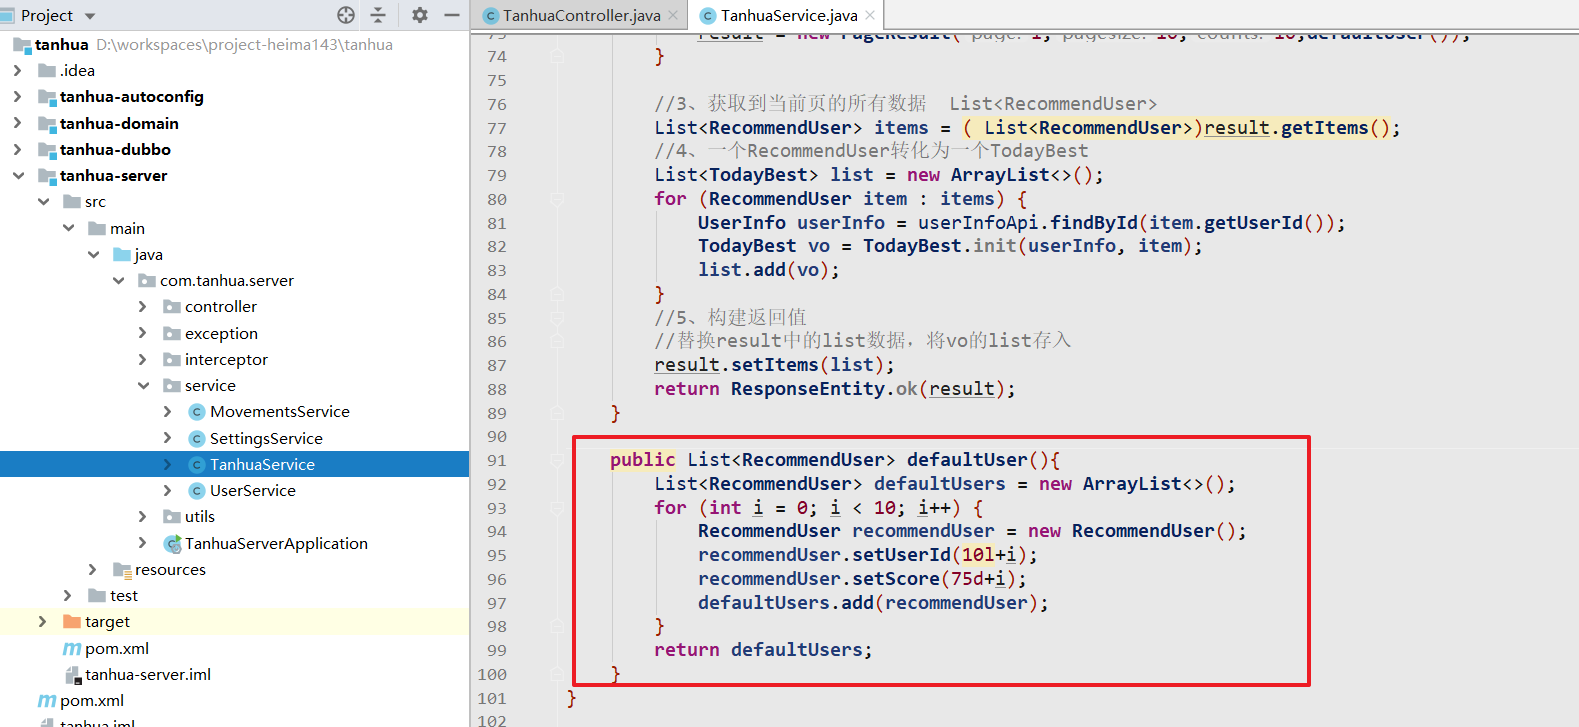 Project
tanhua D:\workspaces\project-heima143\tanhua
.idea
tanhua-autoconfig
tanhua-domain
tanhua-dubbo
tanhua-server
src
main
java
com.tanhua.server
controller
exception
interceptor
service
MovementsService
SettingsService
TanhuaService
UserService
utils
TanhuaServerApplication
resources
test
target
pom.xml
tanhua-server.iml
pom.xml
tanhua.iml
TanhuaController.java
TanhuaService.java
73 result = new PageResult( page: 1, pagesize: 10, counts: 10,defaultUser());
74 }
75
76 //3、获取到当前页的所有数据 List<RecommendUser>
77 List<RecommendUser> items = ( List<RecommendUser>)result.getItems();
78 //4、一个RecommendUser转化为一个TodayBest
79 List<TodayBest> list = new ArrayList<>();
80 for (RecommendUser item : items) {
81 UserInfo userInfo = userInfoApi.findById(item.getUserId());
82 TodayBest vo = TodayBest.init(userInfo, item);
83 list.add(vo);
84 }
85 //5、构建返回值
86 //替换result中的list数据，将vo的list存入
87 result.setItems(list);
88 return ResponseEntity.ok(result);
89 }
90
91 public List<RecommendUser> defaultUser(){
92 List<RecommendUser> defaultUsers = new ArrayList<>();
93 for (int i = 0; i < 10; i++) {
94 RecommendUser recommendUser = new RecommendUser();
95 recommendUser.setUserId(10l+i);
96 recommendUser.setScore(75d+i);
97 defaultUsers.add(recommendUser);
98 }
99 return defaultUsers;
100 }
101 }
102